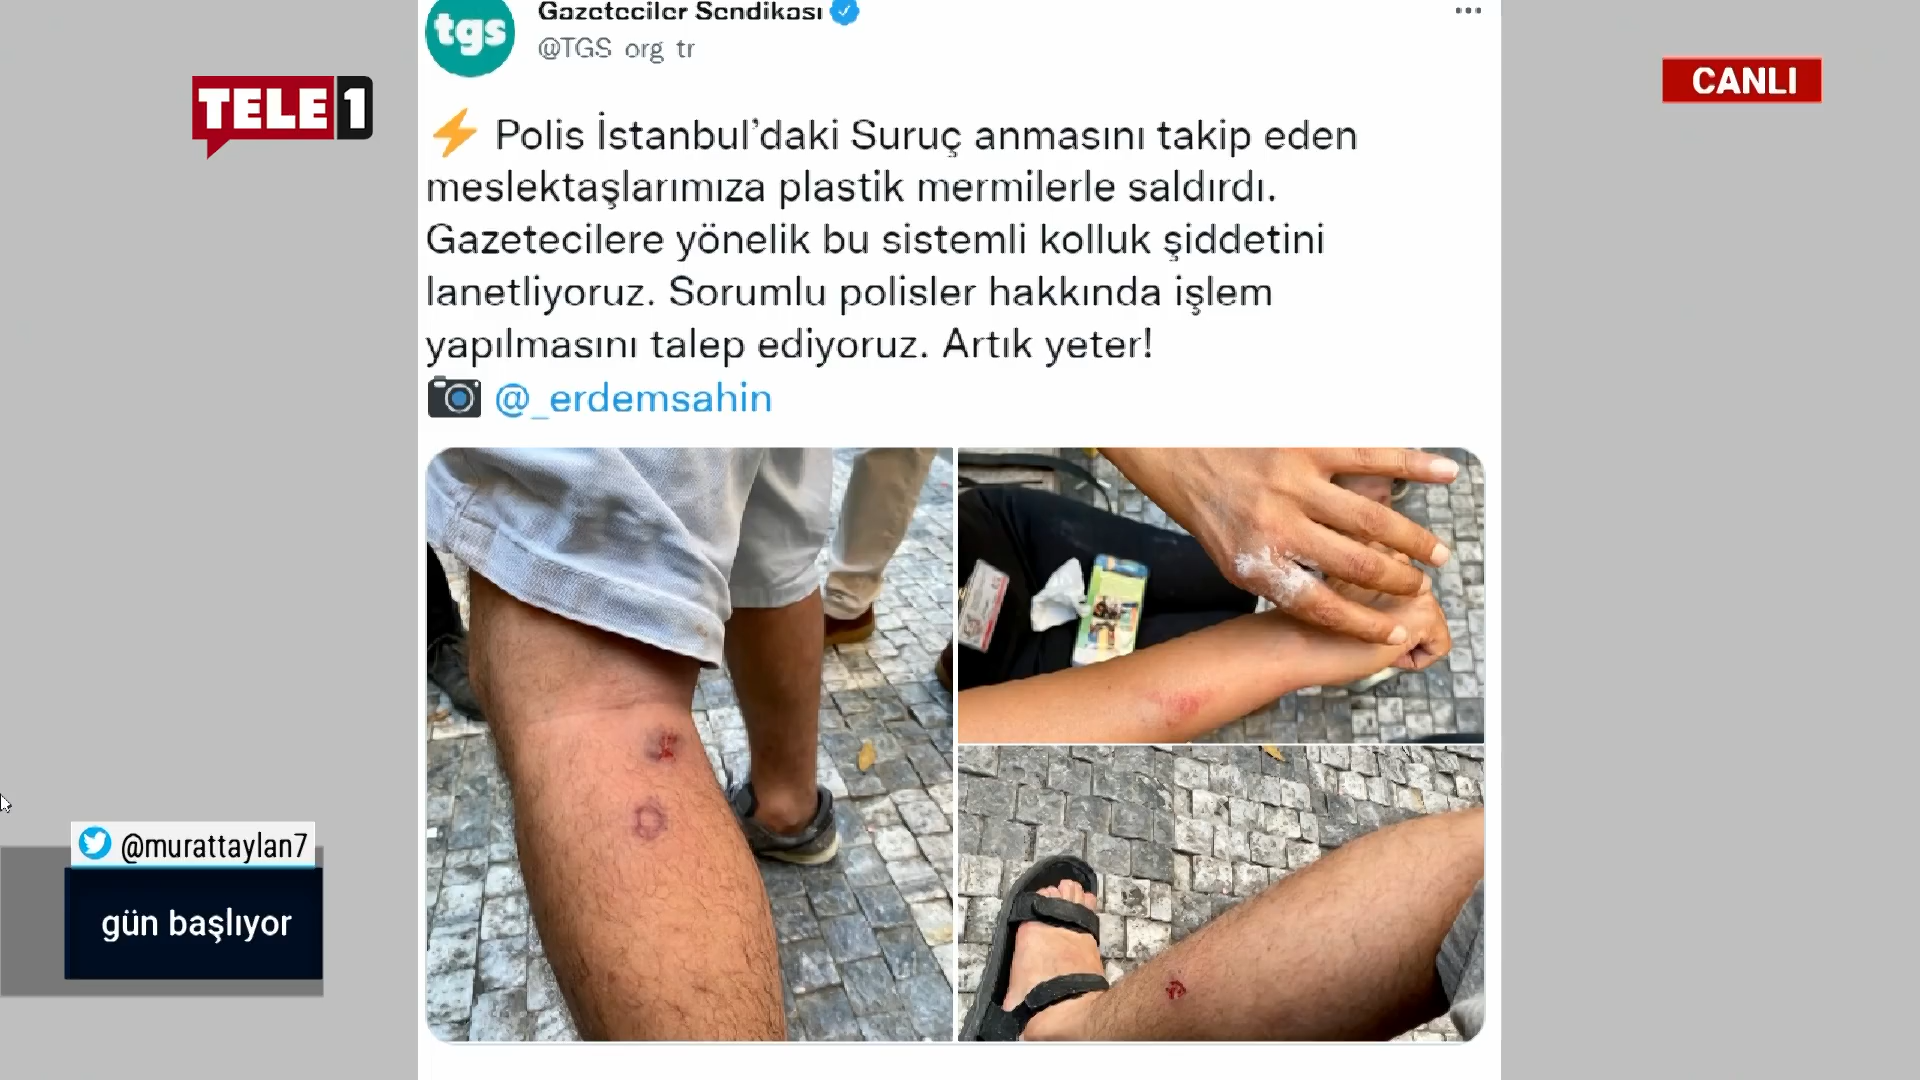 Gazeteciler Sendikası
@TGS_org_tr
tgs
TELE1
CANLI
⚡ Polis İstanbul'daki Suruç anmasını takip eden
meslektaşlarımıza plastik mermilerle saldırdı.
Gazetecilere yönelik bu sistemli kolluk şiddetini
lanetliyoruz. Sorumlu polisler hakkında işlem
yapılmasını talep ediyoruz. Artık yeter!
📷 @_erdemsahin
@murattaylan7
gün başlıyor